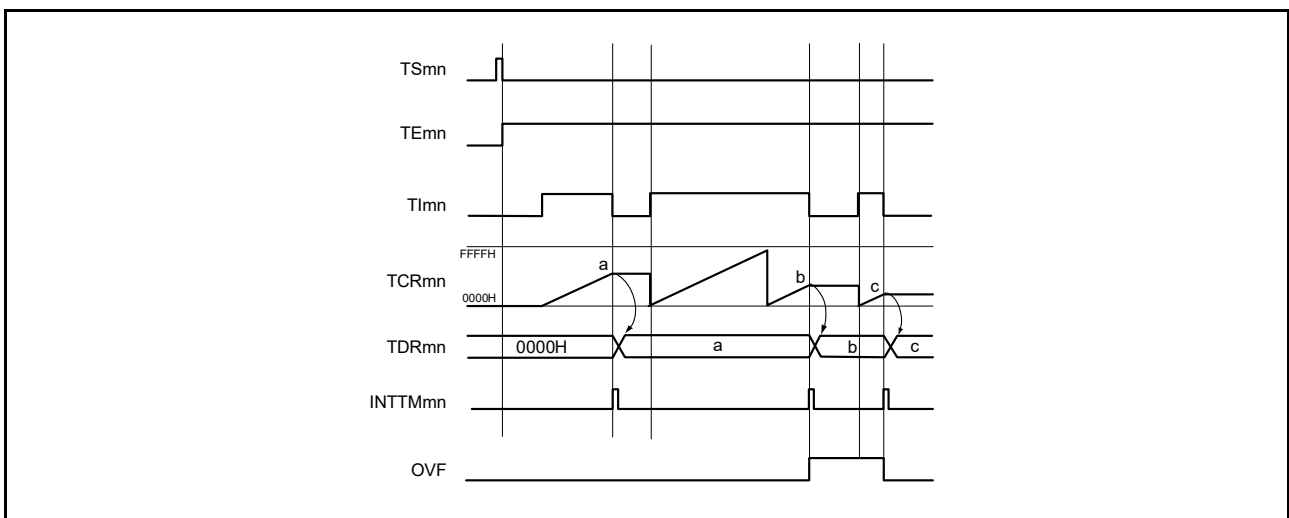 TSmn
TEmn
TImn
FFFFH
TCRmn
a
b
c
0000H
TDRmn
0000H
a
b
c
INTTMmn
OVF